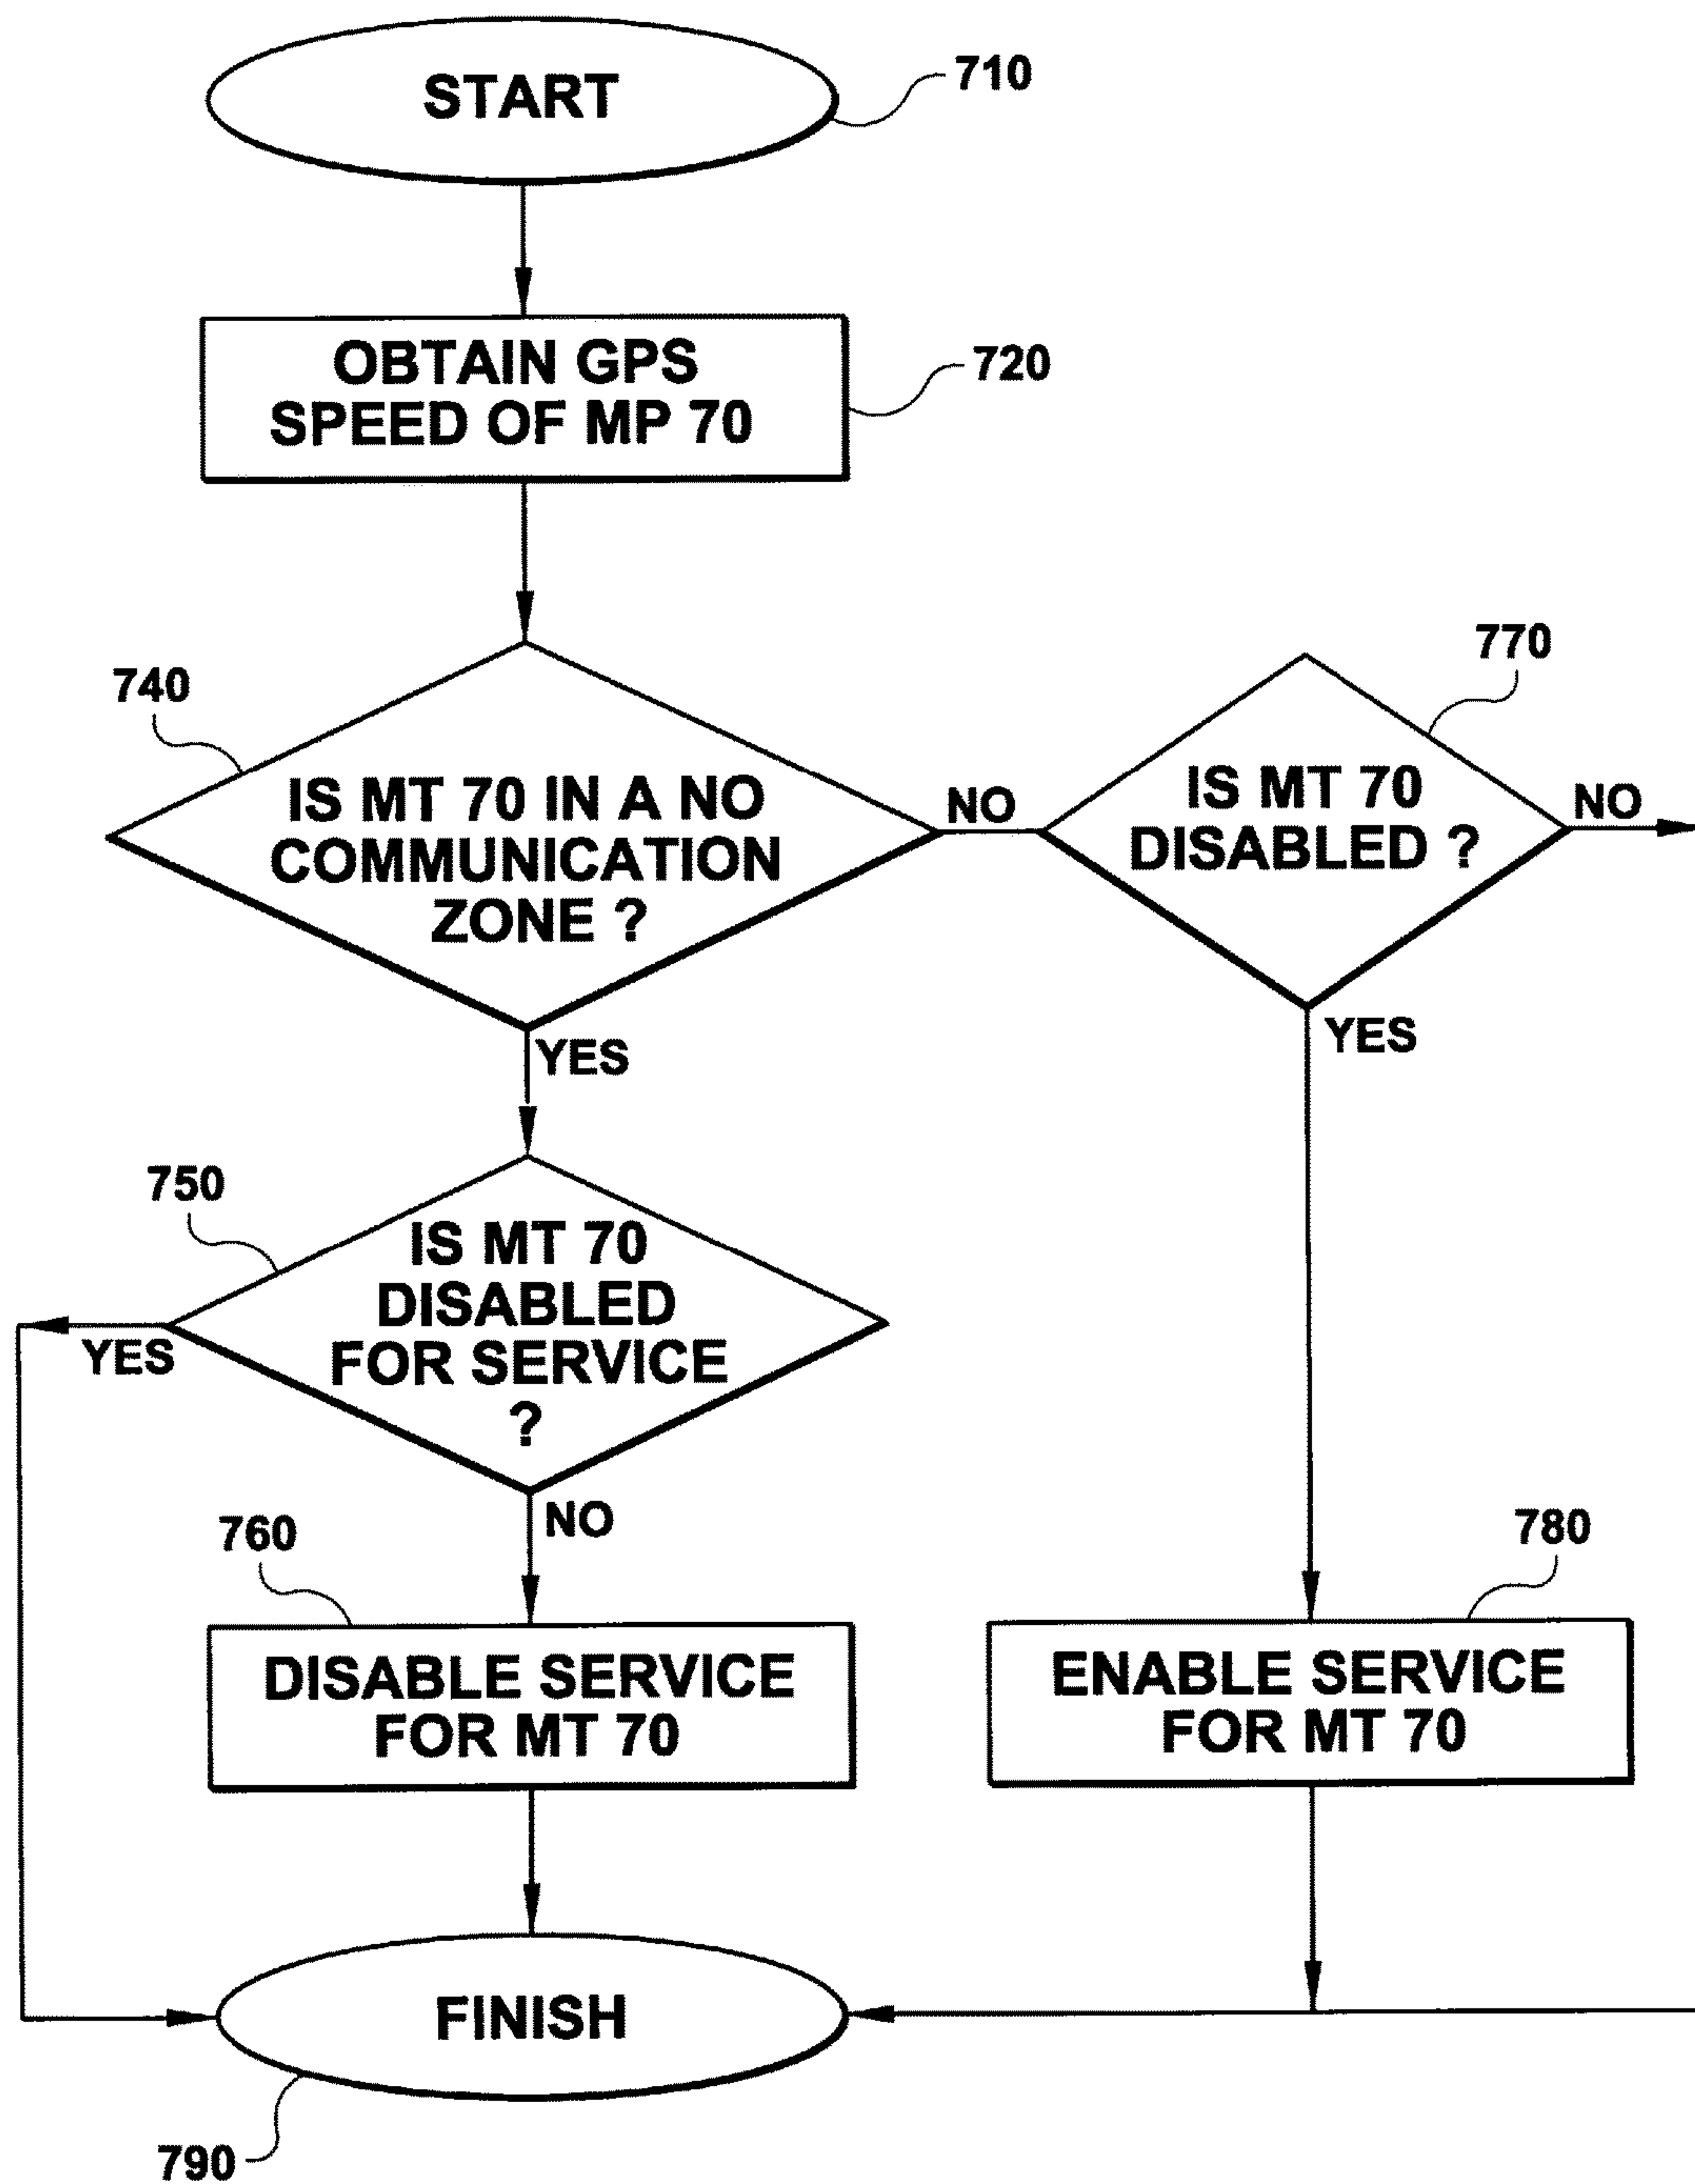 START
710
OBTAIN GPS
SPEED OF MP 70
720
740
IS MT 70 IN A NO
COMMUNICATION
ZONE ?
NO
YES
770
IS MT 70
DISABLED ?
NO
YES
750
IS MT 70
DISABLED
FOR SERVICE
?
YES
NO
760
DISABLE SERVICE
FOR MT 70
780
ENABLE SERVICE
FOR MT 70
FINISH
790